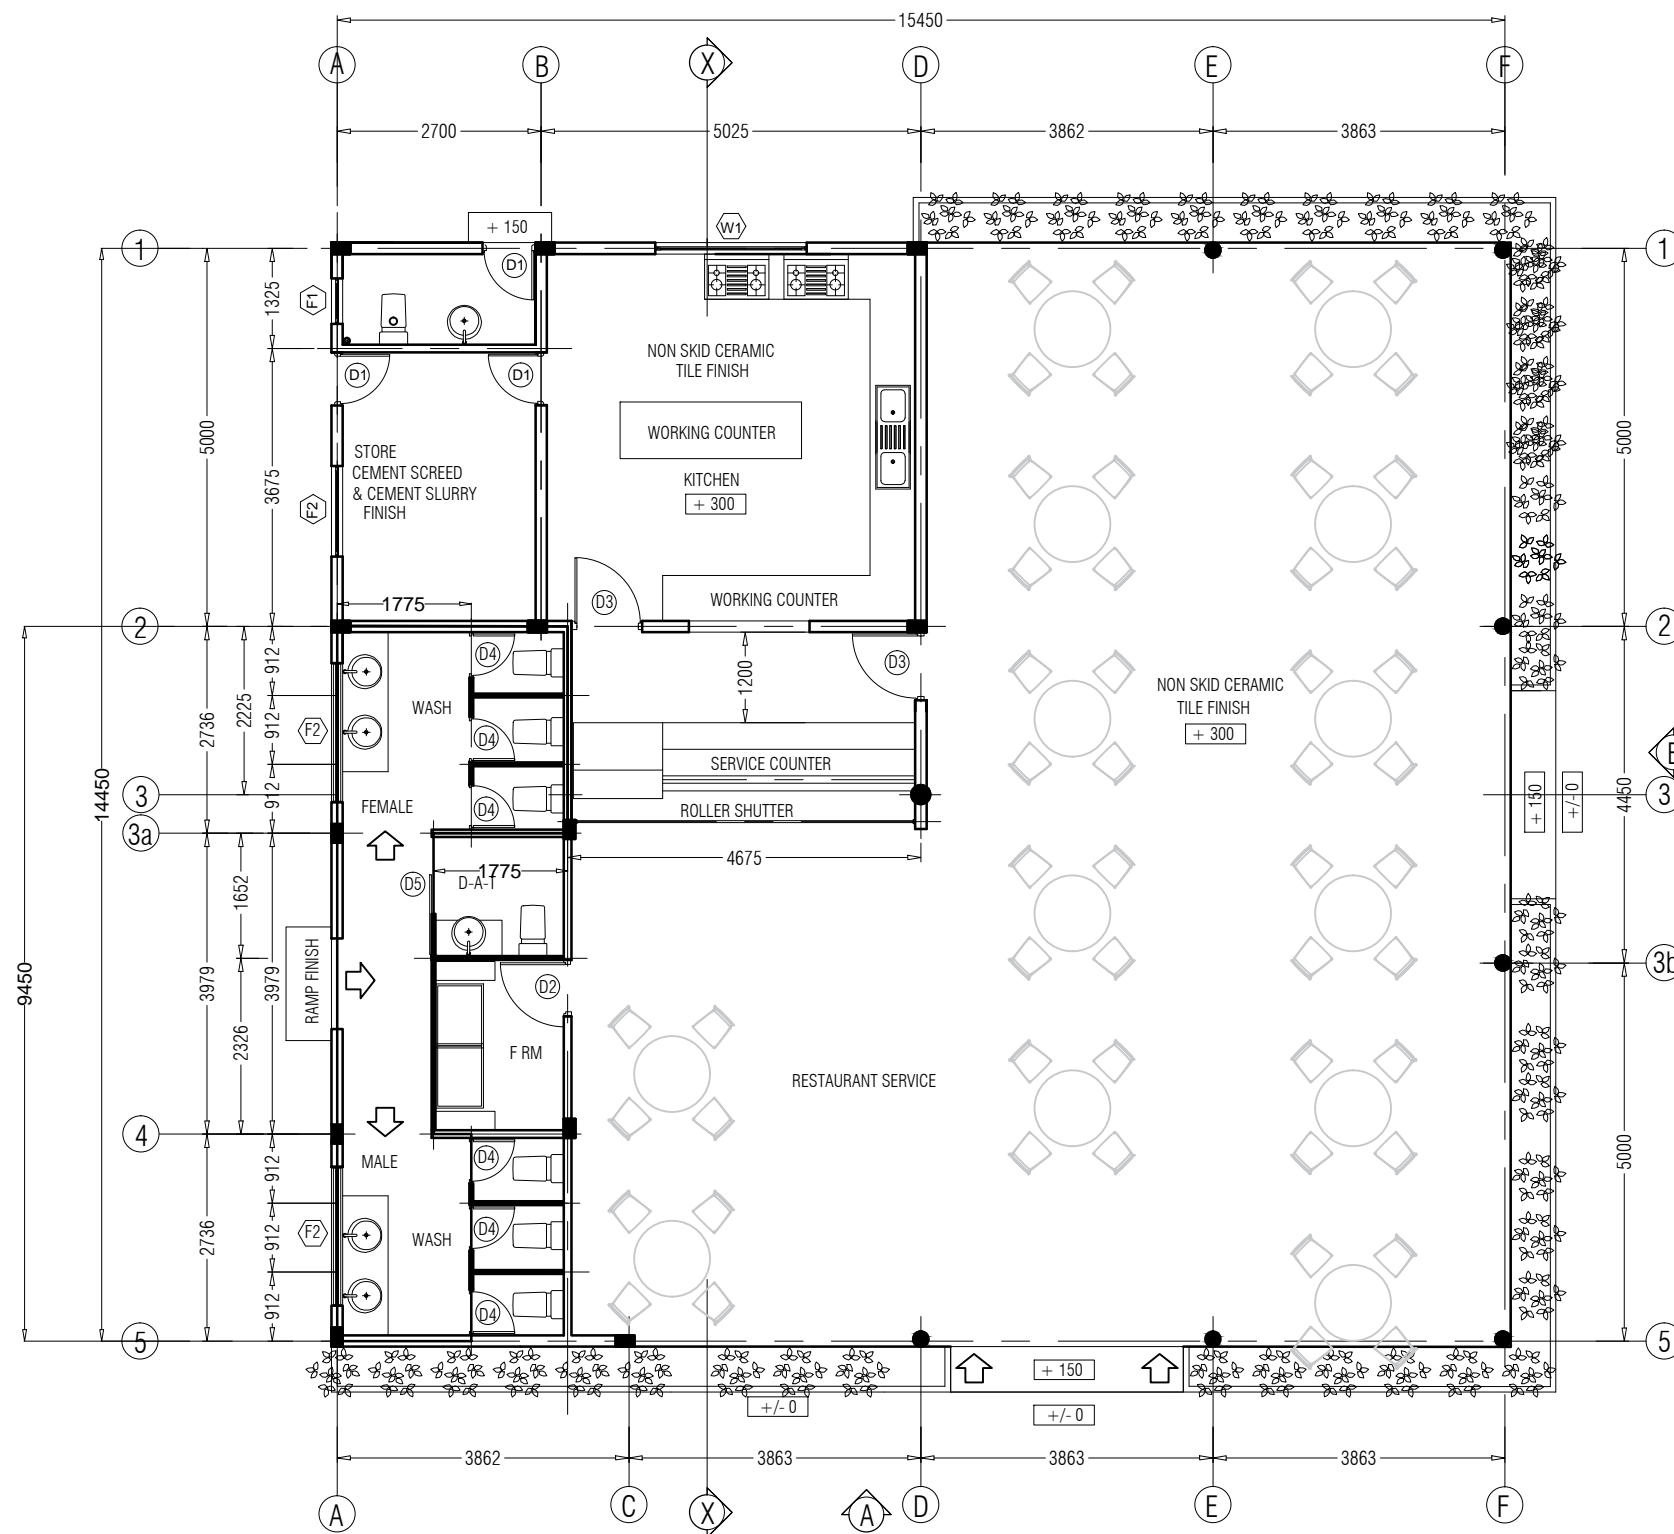 15450
A
B
X
D
E
F
2700
5025
3862
3863
+ 150
W1
1
1
D1
F1
1325
D1
D1
NON SKID CERAMIC
TILE FINISH
WORKING COUNTER
5000
3675
5000
STORE
CEMENT SCREED
& CEMENT SLURRY
FINISH
KITCHEN
+ 300
F2
1775
D3
WORKING COUNTER
2
2
912
D4
1200
D3
NON SKID CERAMIC
TILE FINISH
+ 300
2736
2225
912
F2
WASH
D4
SERVICE COUNTER
14450
3
912
FEMALE
D4
ROLLER SHUTTER
+ 150
+/- 0
4450
3
3a
4675
1775
D5
D-A-T
1652
9450
3979
3979
RAMP FINISH
D2
3b
2326
F RM
RESTAURANT SERVICE
4
MALE
912
D4
5000
2736
912
F2
WASH
D4
912
D4
5
5
+ 150
+/- 0
+/- 0
3862
3863
3863
3863
A
C
X
A
D
E
F